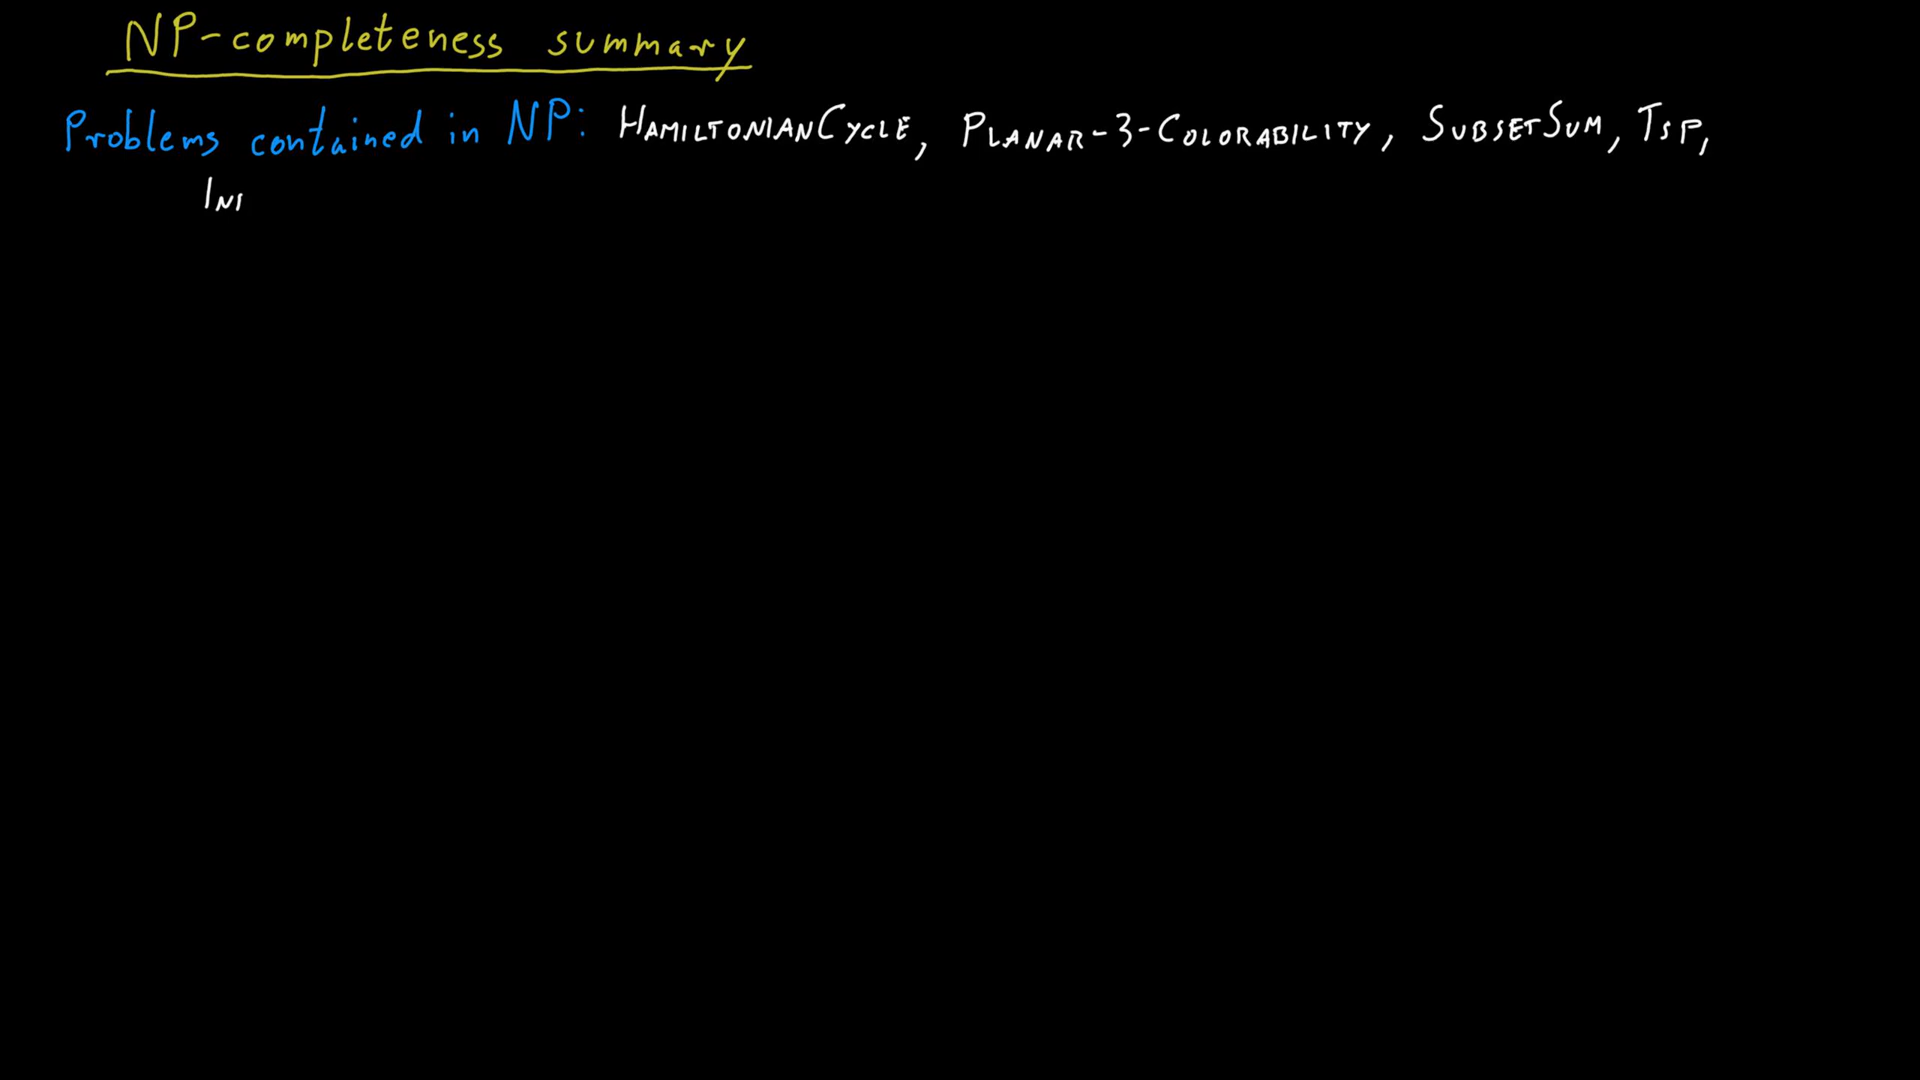 NP-completeness summary
Problems contained in NP: HAMILTONIANCYCLE, PLANAR-3-COLORABILITY, SUBSETSUM, TSP,